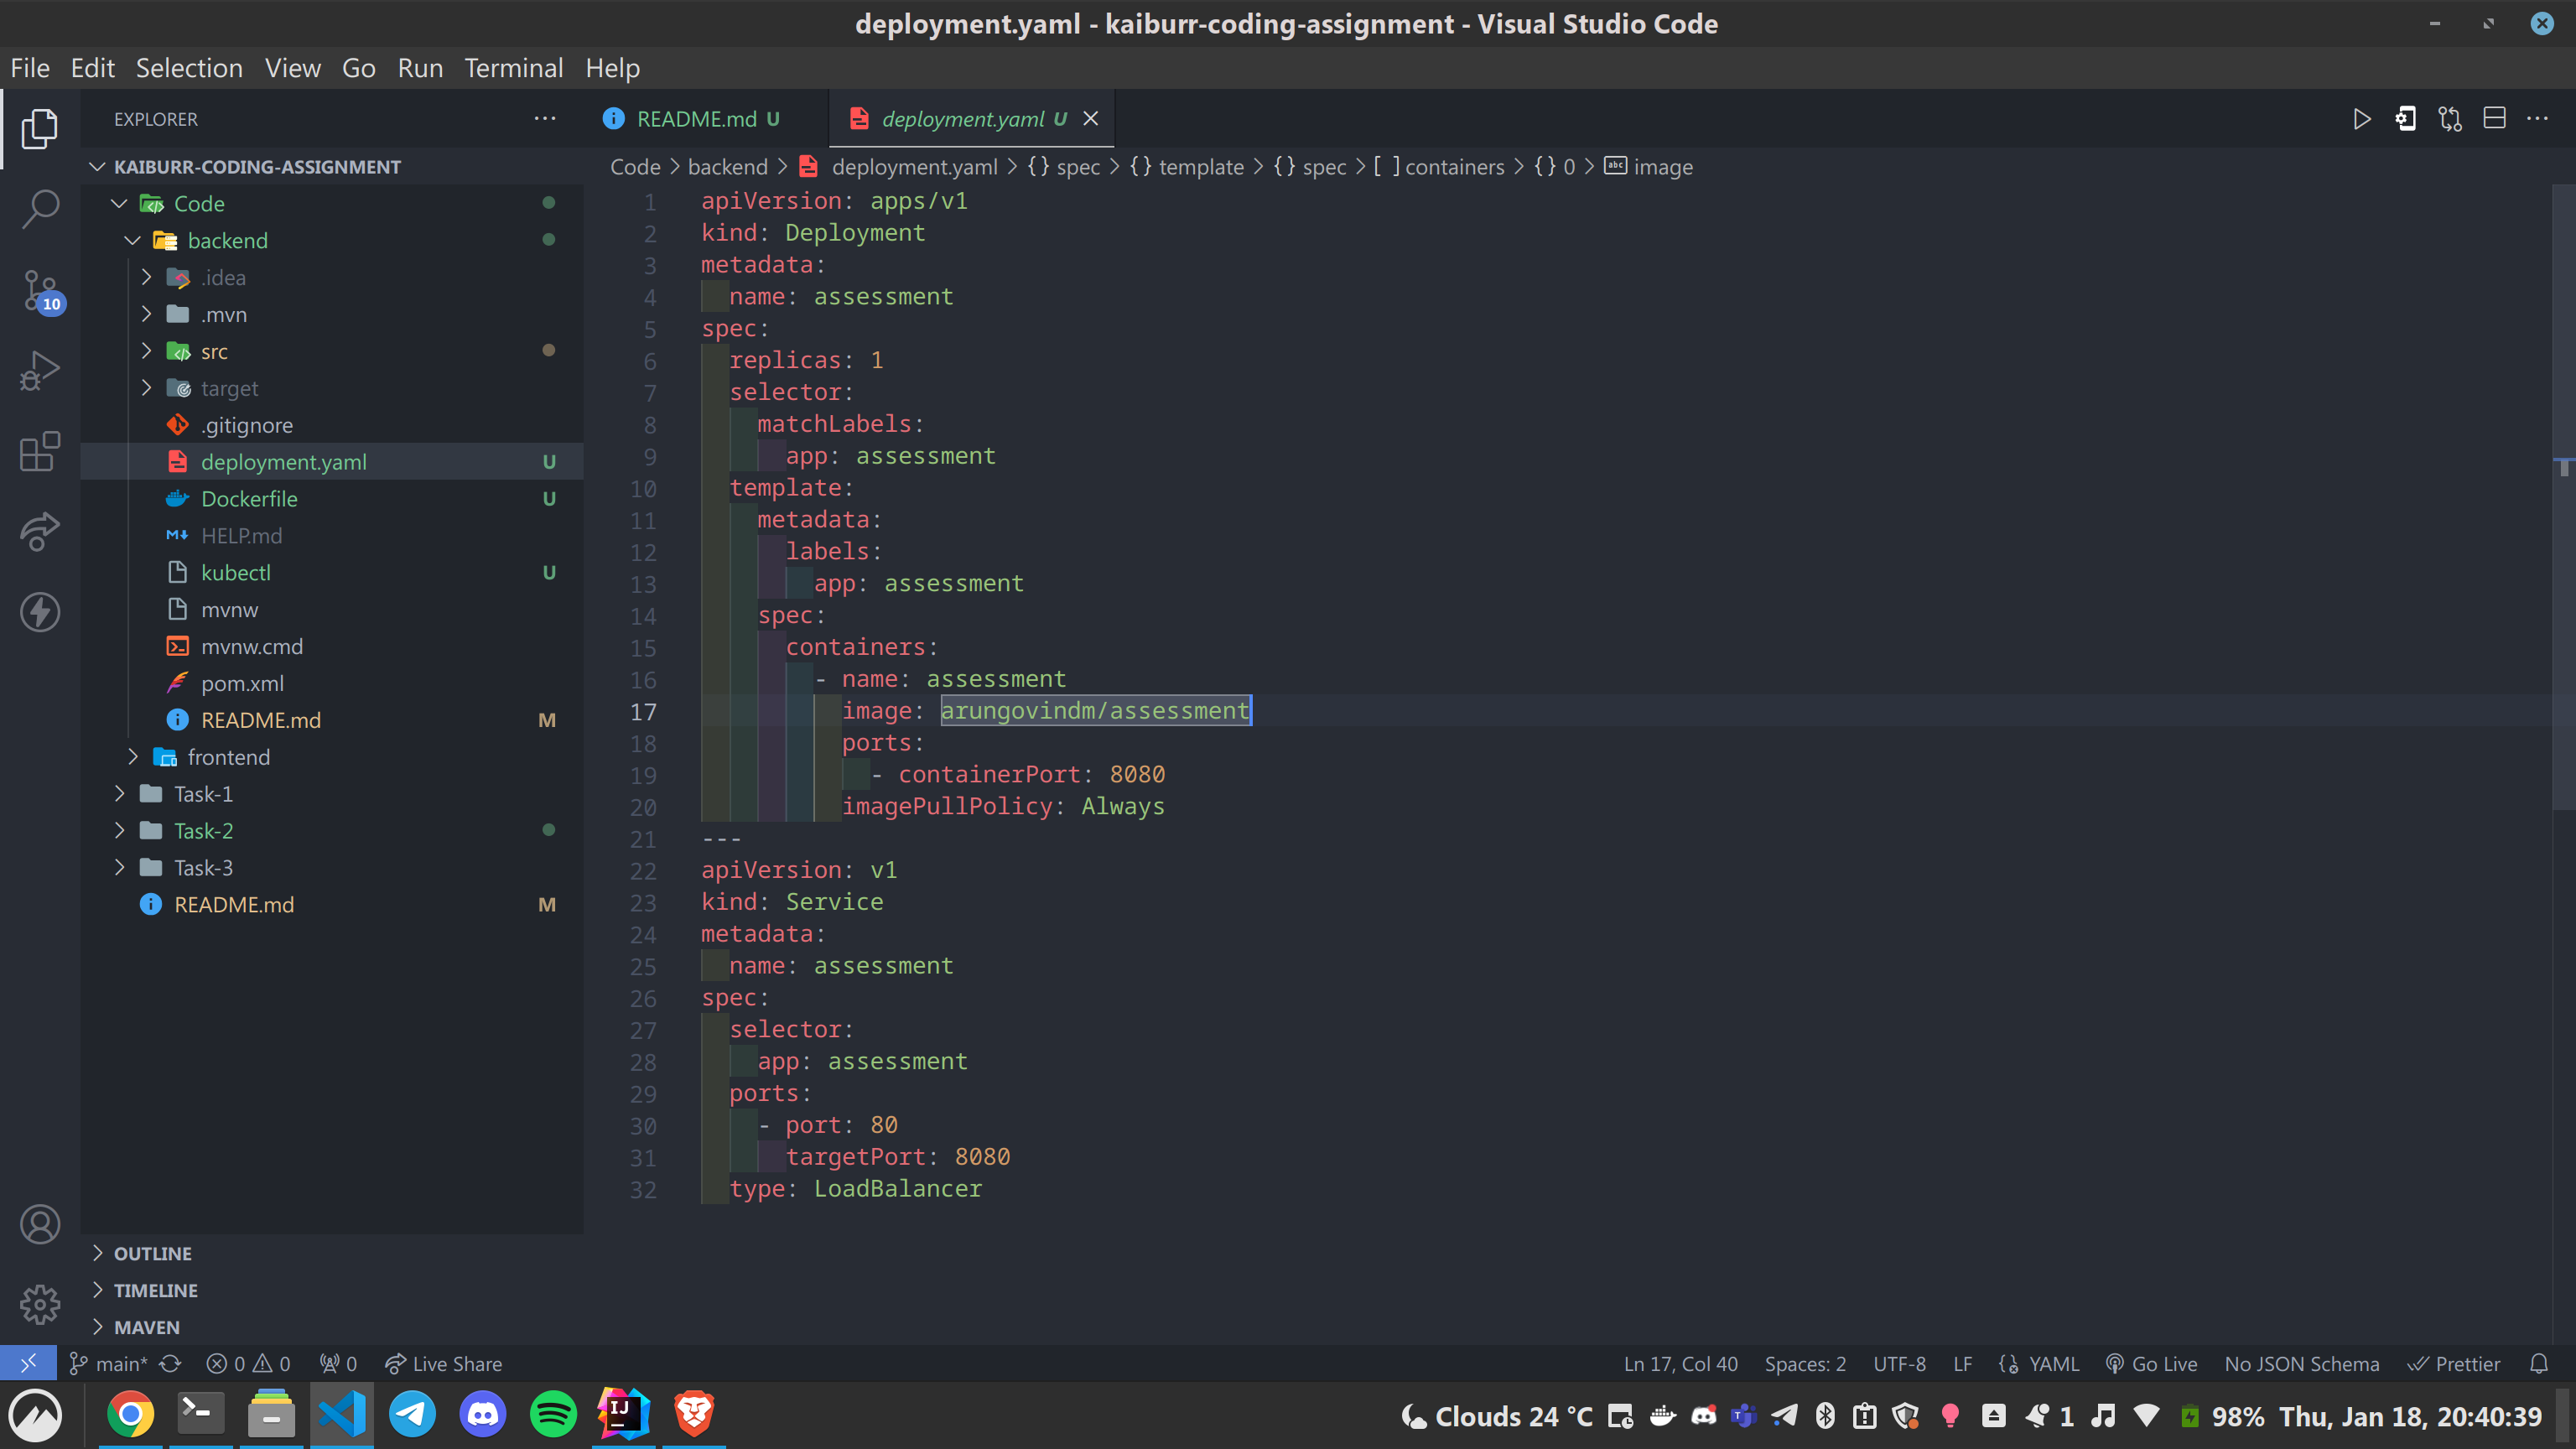 deployment.yaml - kaiburr-coding-assignment - Visual Studio Code
File Edit Selection View Go Run Terminal Help
EXPLORER
README.md U
deployment.yaml U
KAIBURR-CODING-ASSIGNMENT
Code > backend > deployment.yaml > {} spec > {} template > {} spec > [ ] containers > {} 0 > abc image
Code
backend
.idea
.mvn
src
target
.gitignore
deployment.yaml U
Dockerfile U
HELP.md
kubectl U
mvnw
mvnw.cmd
pom.xml
README.md M
frontend
Task-1
Task-2
Task-3
README.md M
OUTLINE
TIMELINE
MAVEN
10
1 apiVersion: apps/v1
2 kind: Deployment
3 metadata:
4   name: assessment
5 spec:
6   replicas: 1
7   selector:
8     matchLabels:
9       app: assessment
10   template:
11     metadata:
12       labels:
13         app: assessment
14     spec:
15       containers:
16         - name: assessment
17           image: arungovindm/assessment
18           ports:
19             - containerPort: 8080
20           imagePullPolicy: Always
21 ---
22 apiVersion: v1
23 kind: Service
24 metadata:
25   name: assessment
26 spec:
27   selector:
28     app: assessment
29   ports:
30     - port: 80
31       targetPort: 8080
32   type: LoadBalancer
main* 0 0 0 Live Share
Ln 17, Col 40 Spaces: 2 UTF-8 LF YAML Go Live No JSON Schema Prettier
IJ
Clouds 24 °C 1 98% Thu, Jan 18, 20:40:39